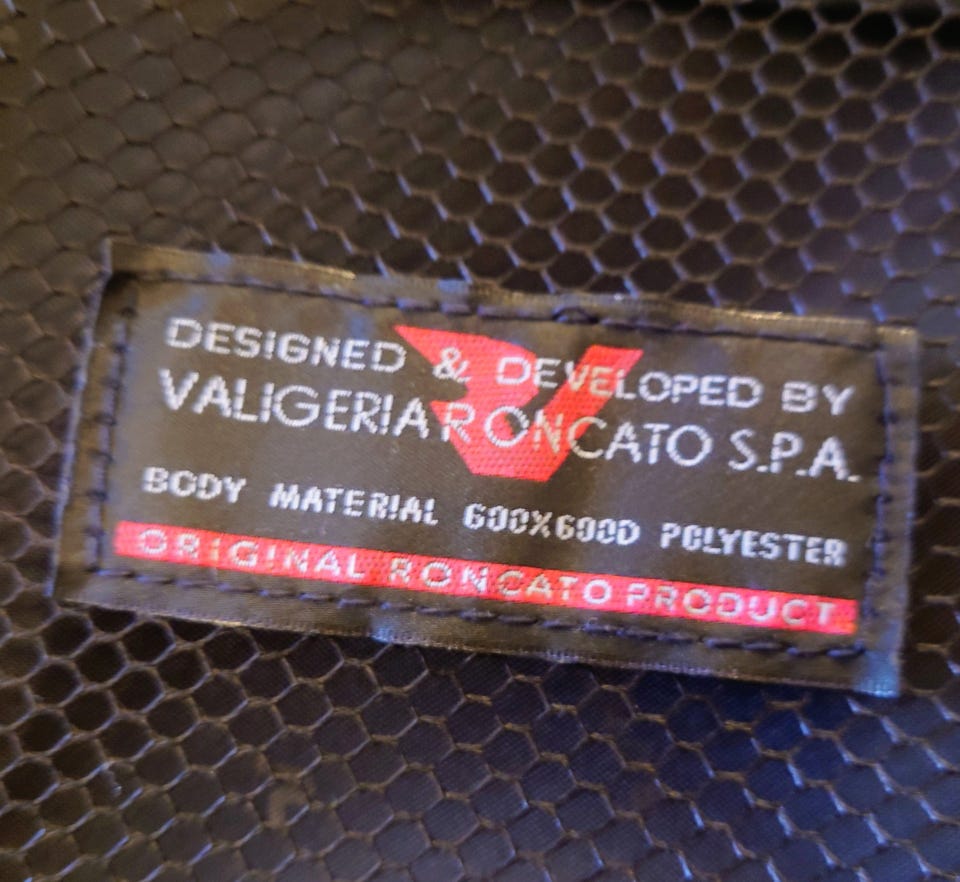 DESIGNED & DEVELOPED BY
VALIGERIA RONCATO S.P.A.
BODY MATERIAL 600X600D POLYESTER
ORIGINAL RONCATO PRODUCT